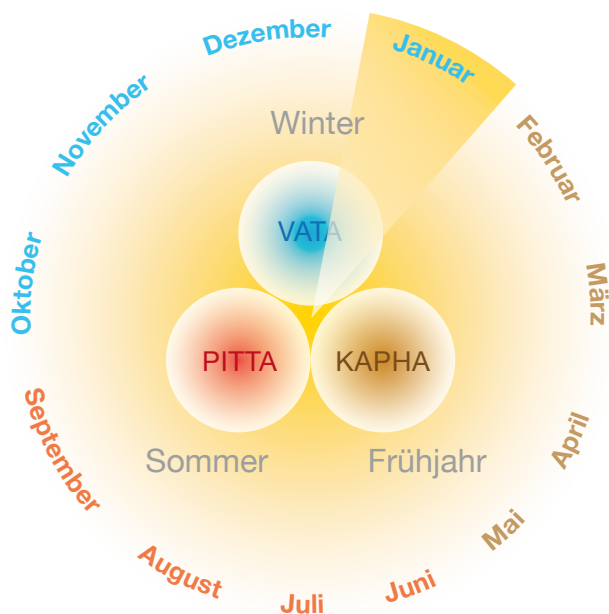 Dezember
Januar
November
Winter
Februar
VATA
Oktober
März
PITTA
KAPHA
September
April
Sommer
Frühjahr
Mai
August
Juni
Juli